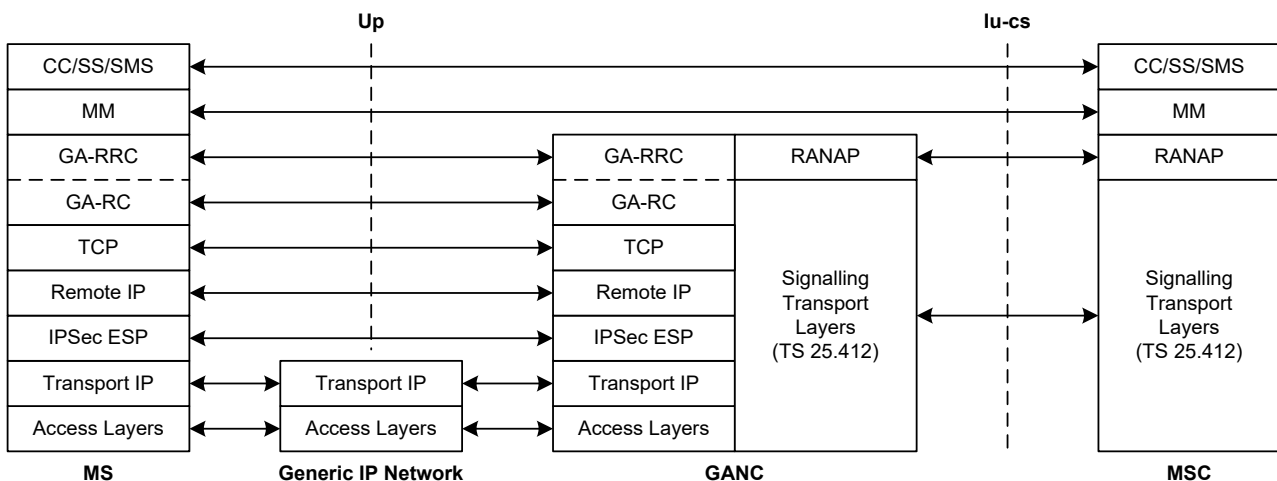 Up
Iu-cs
CC/SS/SMS
CC/SS/SMS
MM
MM
GA-RRC
GA-RRC
RANAP
RANAP
GA-RC
GA-RC
TCP
TCP
Remote IP
Remote IP
Signalling
Transport
Layers
(TS 25.412)
Signalling
Transport
Layers
(TS 25.412)
IPSec ESP
IPSec ESP
Transport IP
Transport IP
Transport IP
Access Layers
Access Layers
Access Layers
MS
Generic IP Network
GANC
MSC